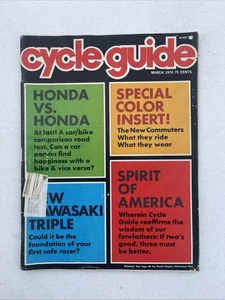 cycle guide
MARCH 1974 75 CENTS
HONDA
VS.
HONDA
At last! A car/bike
comparison road
test. Can a car
person find
happiness with a
bike & vice versa?
SPECIAL
COLOR
INSERT!
The New Commuters
What they ride
What they wear
NEW
KAWASAKI
TRIPLE
Could it be the
foundation of your
first cafe racer?
SPIRIT
OF
AMERICA
Wherein Cycle
Guide reaffirms the
wisdom of our
forefathers: If two's
good, three must
be better.